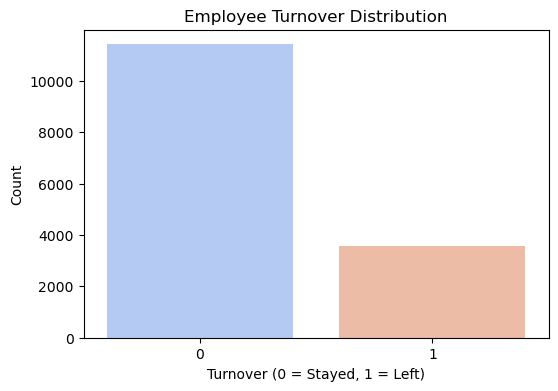 Employee Turnover Distribution
10000
8000
6000
4000
2000
0
Count
0 1
Turnover (0 = Stayed, 1 = Left)